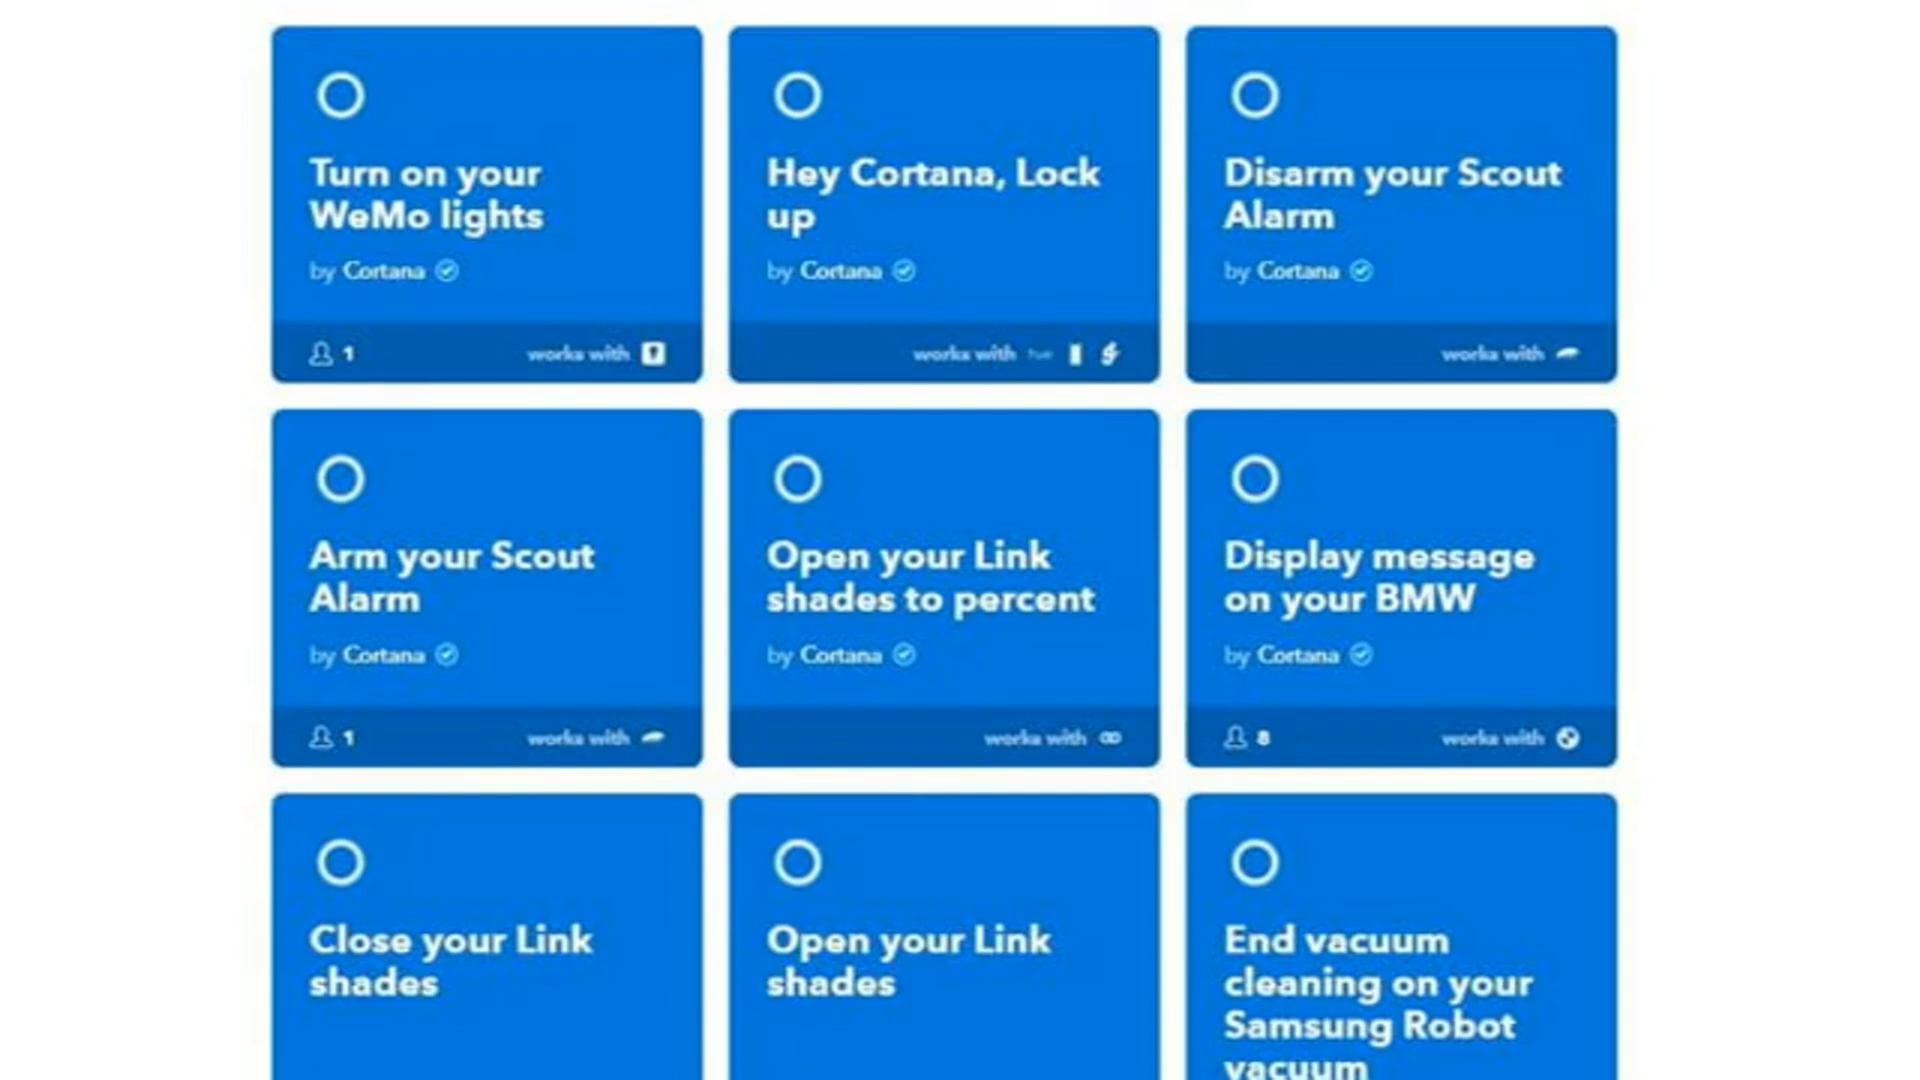 Turn on your
WeMo lights
by Cortana
1
works with
Hey Cortana, Lock
up
by Cortana
works with hue
Disarm your Scout
Alarm
by Cortana
works with
Arm your Scout
Alarm
by Cortana
1
works with
Open your Link
shades to percent
by Cortana
works with
Display message
on your BMW
by Cortana
8
works with
Close your Link
shades
Open your Link
shades
End vacuum
cleaning on your
Samsung Robot
vacuum